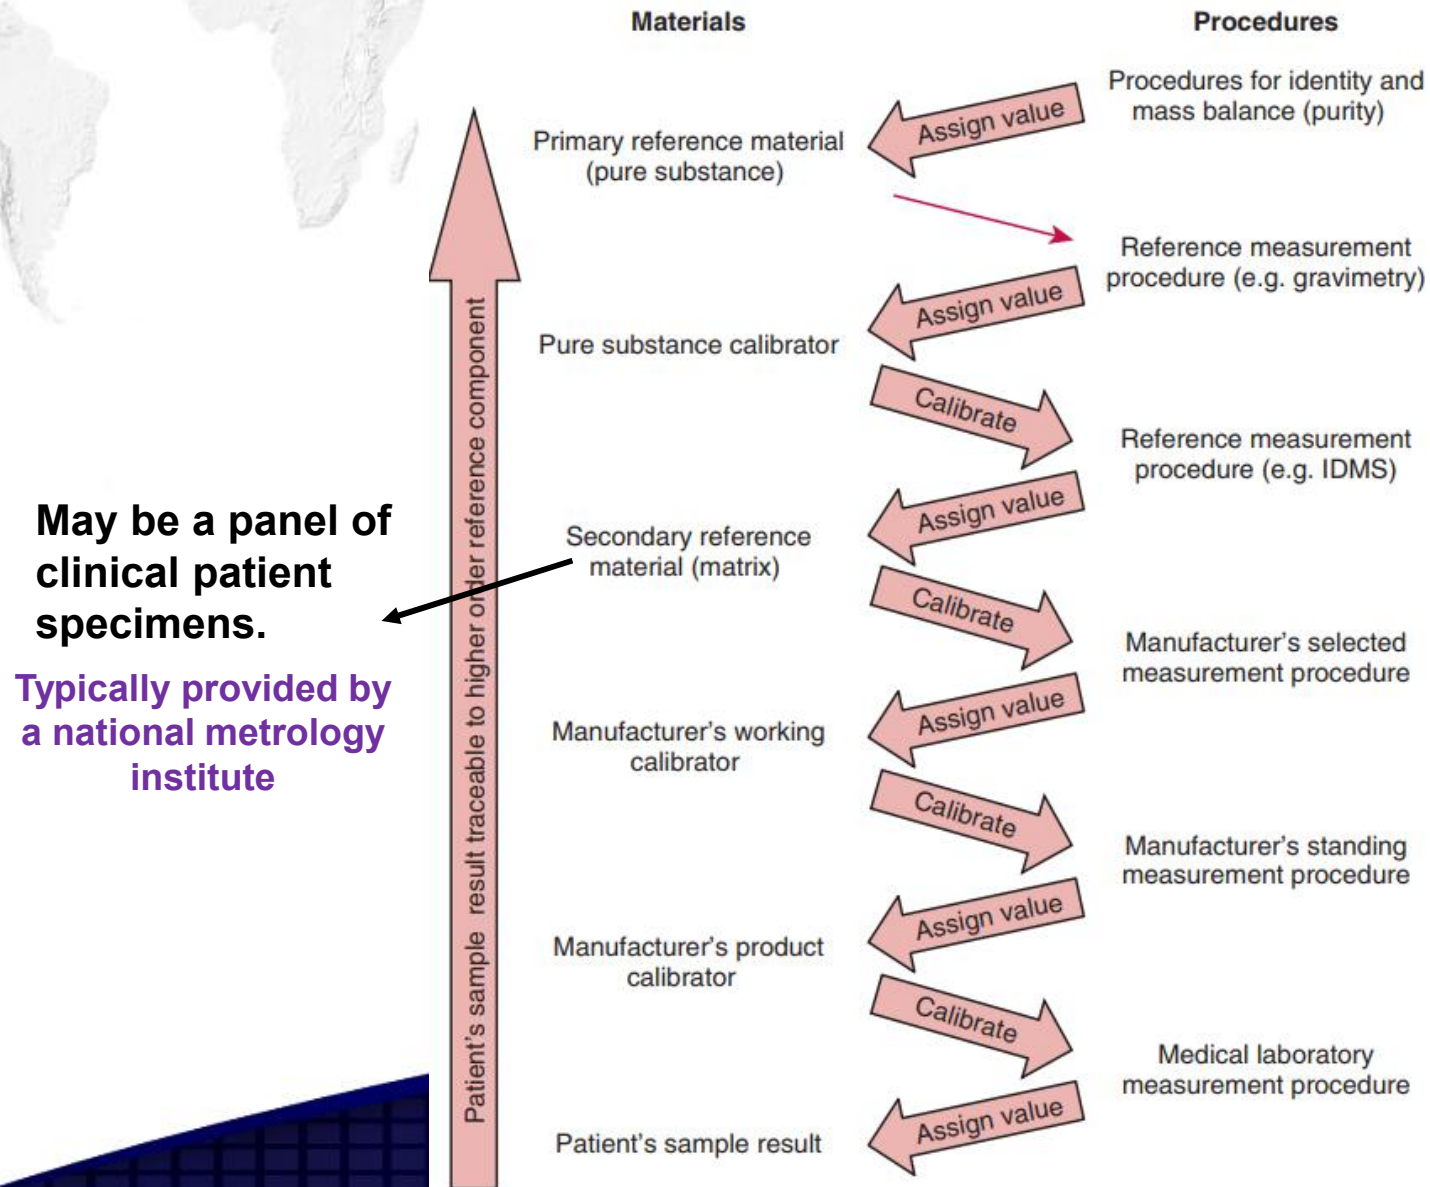 Materials
Procedures
Procedures for identity and
mass balance (purity)
Assign value
Primary reference material
(pure substance)
Reference measurement
procedure (e.g. gravimetry)
Assign value
Pure substance calibrator
Calibrate
Reference measurement
procedure (e.g. IDMS)
Assign value
Secondary reference
material (matrix)
Calibrate
Manufacturer's selected
measurement procedure
Assign value
Manufacturer's working
calibrator
Calibrate
Manufacturer's standing
measurement procedure
Assign value
Manufacturer's product
calibrator
Calibrate
Medical laboratory
measurement procedure
Assign value
Patient's sample result
Patient's sample result traceable to higher order reference component
May be a panel of
clinical patient
specimens.
Typically provided by
a national metrology
institute